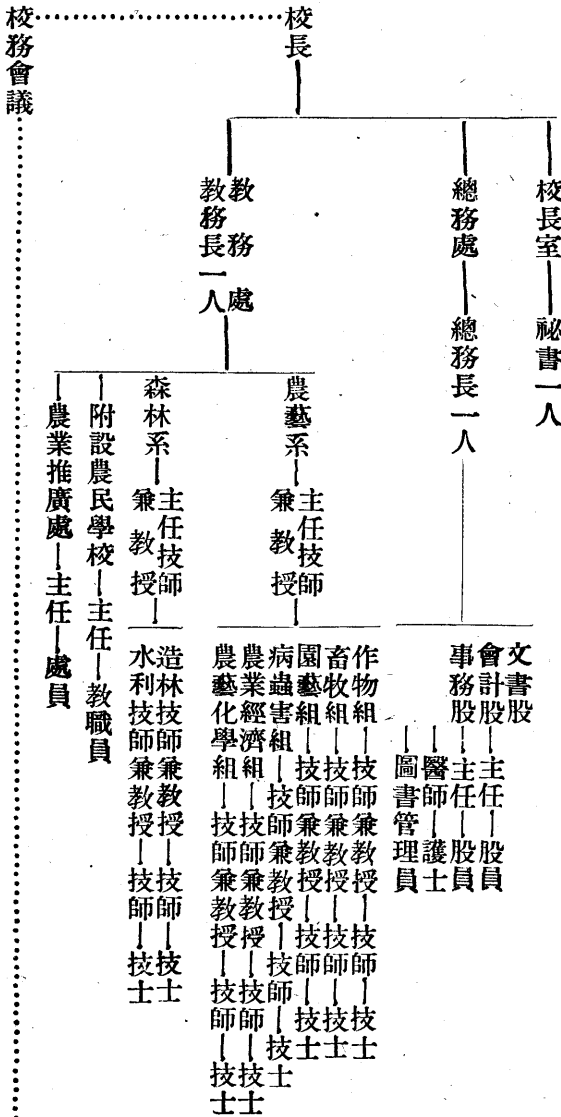 校長
校務會議
校長室
祕書一人
總務處
總務長一人
文書股
會計股
事務股
主任
股員
主任
股員
醫師
護士
圖書管理員
教務處
教務長一人
農藝系
主任技師
兼教授
作物組
技師兼教授
技師
技士
畜牧組
技師兼教授
技師
技士
園藝組
技師兼教授
技師
技士
病蟲害組
技師兼教授
技師
技士
農業經濟組
技師兼教授
技師
技士
農藝化學組
技師兼教授
技師
技士
森林系
主任技師
兼教授
造林技師兼教授
技師
技士
水利技師兼教授
技師
技士
附設農民學校
主任
教職員
農業推廣處
主任
處員